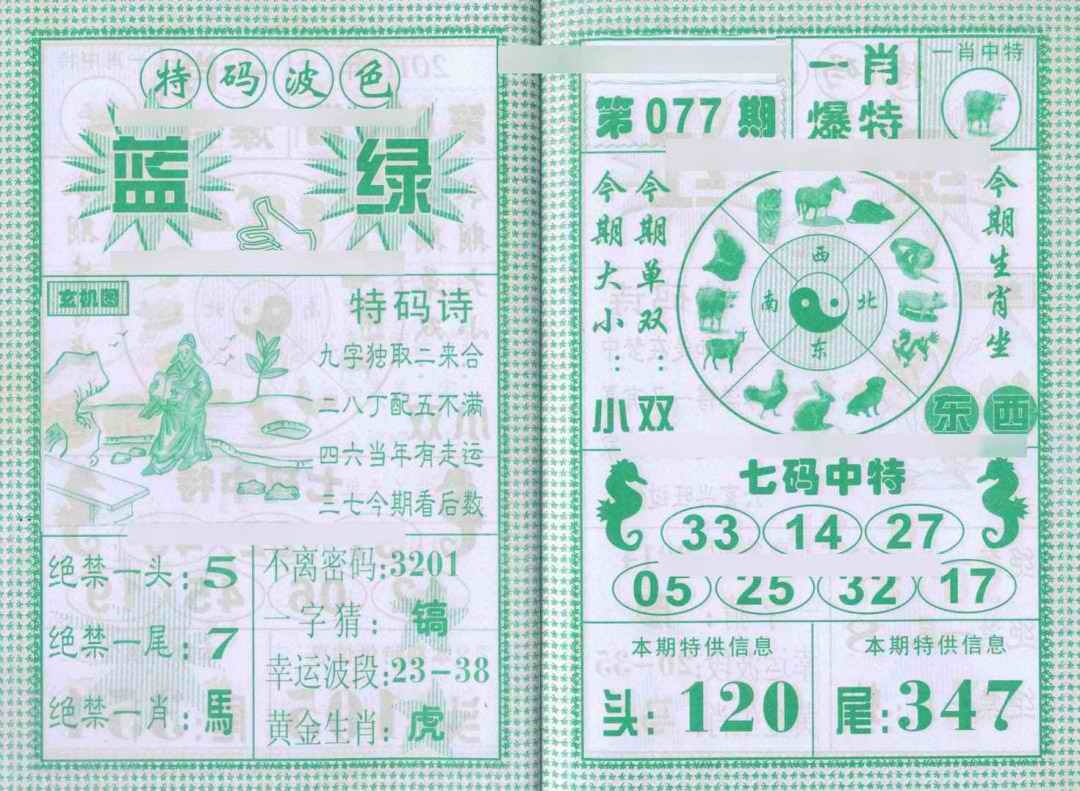 特码波色
蓝 绿
玄机图
特码诗
九字独取二来合
二八丁配五不满
四六当年有走运
三七今期看后数
绝禁一头:5
绝禁一尾:7
绝禁一肖:馬
不离密码:3201
一字猜:镐
幸运波段:23-38
黄金生肖:虎
第077期
一肖
爆特
一肖中特
今期大小:小
今期单双:双
西
南 北
东
今期生肖坐
东西
七码中特
33 14 27
05 25 32 17
本期特供信息
头:120
本期特供信息
尾:347